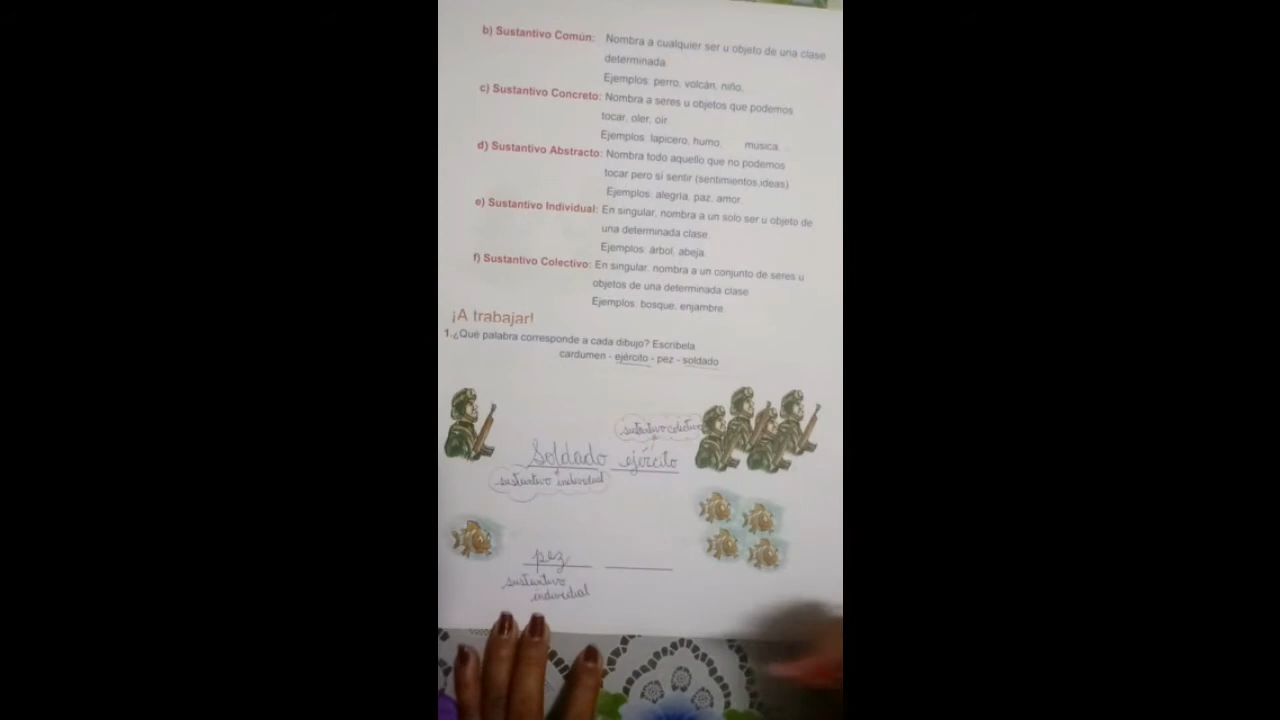 b) Sustantivo Común: Nombra a cualquier ser u objeto de una clase
determinada.
Ejemplos: perro, volcán, niño,
c) Sustantivo Concreto: Nombra a seres u objetos que podemos
tocar, oler, oir.
Ejemplos: lapicero, humo, música,
d) Sustantivo Abstracto: Nombra todo aquello que no podemos
tocar pero si sentir (sentimientos,ideas)
Ejemplos: alegría, paz, amor.
e) Sustantivo Individual: En singular, nombra a un solo ser u objeto de
una determinada clase.
Ejemplos: árbol, abeja.
f) Sustantivo Colectivo: En singular, nombra a un conjunto de seres u
objetos de una determinada clase.
Ejemplos: bosque, enjambre.
¡A trabajar!
1.¿Qué palabra corresponde a cada dibujo? Escríbela
cardumen - ejército - pez - soldado
sustantivo colectivo
Soldado ejército
sustantivo individual
pez
sustantivo
individual